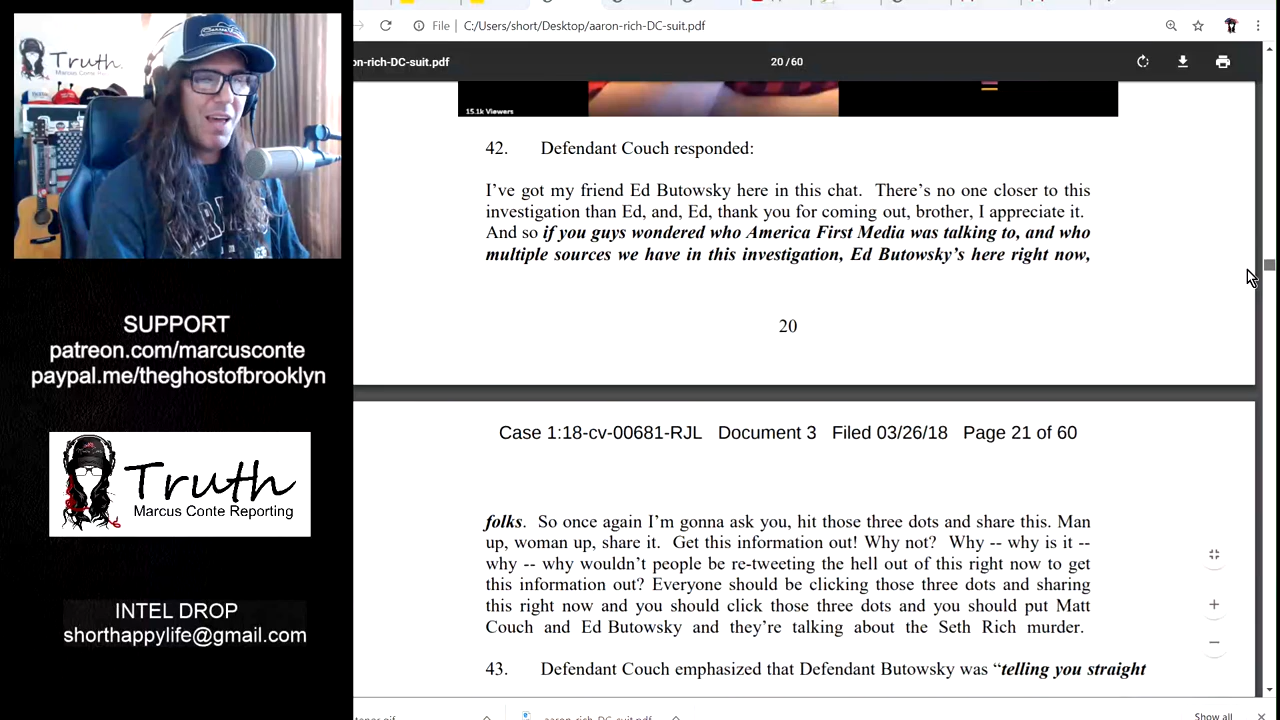 File C:/Users/short/Desktop/aaron-rich-DC-suit.pdf
on-rich-DC-suit.pdf
20 / 60
15.1k Viewers
Truth
SUPPORT
patreon.com/marcusconte
paypal.me/theghostofbrooklyn
Truth
Marcus Conte Reporting
INTEL DROP
shorthappylife@gmail.com
42. Defendant Couch responded:
I've got my friend Ed Butowsky here in this chat. There's no one closer to this
investigation than Ed, and, Ed, thank you for coming out, brother, I appreciate it.
And so if you guys wondered who America First Media was talking to, and who
multiple sources we have in this investigation, Ed Butowsky's here right now,
20
Case 1:18-cv-00681-RJL Document 3 Filed 03/26/18 Page 21 of 60
folks. So once again I'm gonna ask you, hit those three dots and share this. Man
up, woman up, share it. Get this information out! Why not? Why -- why is it --
why -- why wouldn't people be re-tweeting the hell out of this right now to get
this information out? Everyone should be clicking those three dots and sharing
this right now and you should click those three dots and you should put Matt
Couch and Ed Butowsky and they're talking about the Seth Rich murder.
43. Defendant Couch emphasized that Defendant Butowsky was "telling you straight
aaron-rich-DC-suit.pdf
Show all